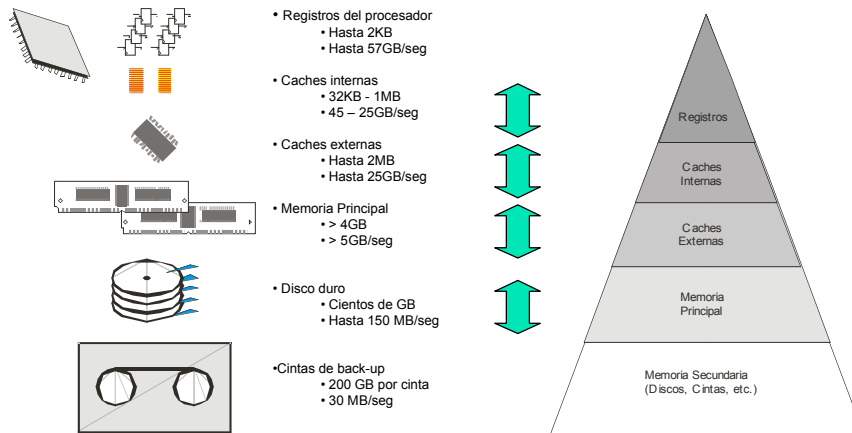 • Registros del procesador
• Hasta 2KB
• Hasta 57GB/seg
• Caches internas
• 32KB - 1MB
• 45 – 25GB/seg
• Caches externas
• Hasta 2MB
• Hasta 25GB/seg
• Memoria Principal
• > 4GB
• > 5GB/seg
• Disco duro
• Cientos de GB
• Hasta 150 MB/seg
•Cintas de back-up
• 200 GB por cinta
• 30 MB/seg
Registros
Caches
Internas
Caches
Externas
Memoria
Principal
Memoria Secundaria
(Discos, Cintas, etc.)